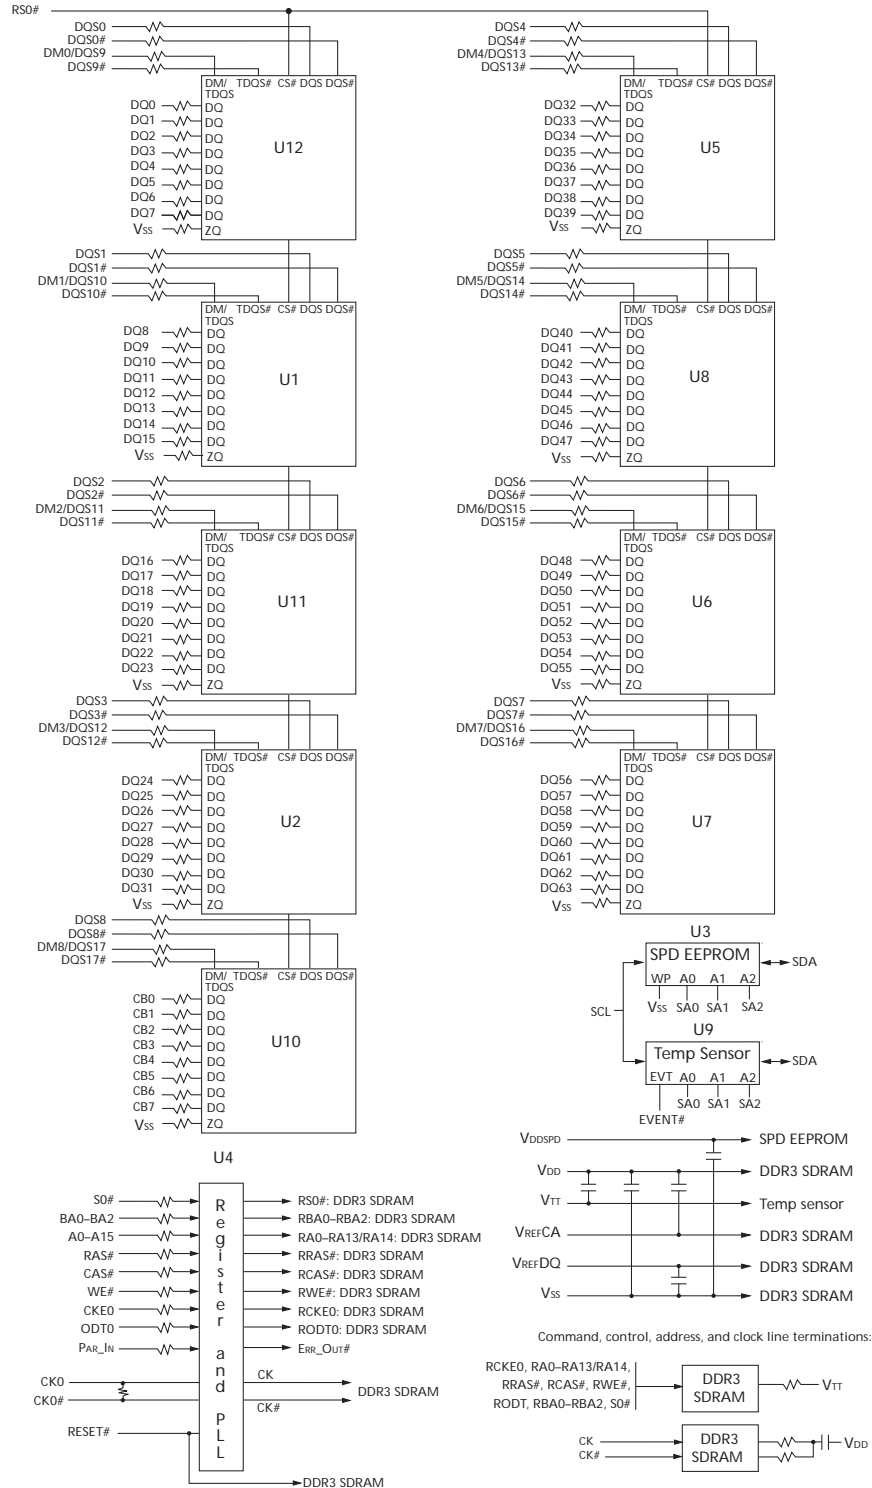 RS0#
DQS0
DQS0#
DM0/DQS9
DQS9#
DM/ TDQS# CS# DQS DQS#
TDQS
DQ0 DQ
DQ1 DQ
DQ2 DQ
DQ3 DQ
DQ4 DQ
DQ5 DQ
DQ6 DQ
DQ7 DQ
Vss ZQ
U12
DQS1
DQS1#
DM1/DQS10
DQS10#
DM/ TDQS# CS# DQS DQS#
TDQS
DQ8 DQ
DQ9 DQ
DQ10 DQ
DQ11 DQ
DQ12 DQ
DQ13 DQ
DQ14 DQ
DQ15 DQ
Vss ZQ
U1
DQS2
DQS2#
DM2/DQS11
DQS11#
DM/ TDQS# CS# DQS DQS#
TDQS
DQ16 DQ
DQ17 DQ
DQ18 DQ
DQ19 DQ
DQ20 DQ
DQ21 DQ
DQ22 DQ
DQ23 DQ
Vss ZQ
U11
DQS3
DQS3#
DM3/DQS12
DQS12#
DM/ TDQS# CS# DQS DQS#
TDQS
DQ24 DQ
DQ25 DQ
DQ26 DQ
DQ27 DQ
DQ28 DQ
DQ29 DQ
DQ30 DQ
DQ31 DQ
Vss ZQ
U2
DQS8
DQS8#
DM8/DQS17
DQS17#
DM/ TDQS# CS# DQS DQS#
TDQS
CB0 DQ
CB1 DQ
CB2 DQ
CB3 DQ
CB4 DQ
CB5 DQ
CB6 DQ
CB7 DQ
Vss ZQ
U10
DQS4
DQS4#
DM4/DQS13
DQS13#
DM/ TDQS# CS# DQS DQS#
TDQS
DQ32 DQ
DQ33 DQ
DQ34 DQ
DQ35 DQ
DQ36 DQ
DQ37 DQ
DQ38 DQ
DQ39 DQ
Vss ZQ
U5
DQS5
DQS5#
DM5/DQS14
DQS14#
DM/ TDQS# CS# DQS DQS#
TDQS
DQ40 DQ
DQ41 DQ
DQ42 DQ
DQ43 DQ
DQ44 DQ
DQ45 DQ
DQ46 DQ
DQ47 DQ
Vss ZQ
U8
DQS6
DQS6#
DM6/DQS15
DQS15#
DM/ TDQS# CS# DQS DQS#
TDQS
DQ48 DQ
DQ49 DQ
DQ50 DQ
DQ51 DQ
DQ52 DQ
DQ53 DQ
DQ54 DQ
DQ55 DQ
Vss ZQ
U6
DQS7
DQS7#
DM7/DQS16
DQS16#
DM/ TDQS# CS# DQS DQS#
TDQS
DQ56 DQ
DQ57 DQ
DQ58 DQ
DQ59 DQ
DQ60 DQ
DQ61 DQ
DQ62 DQ
DQ63 DQ
Vss ZQ
U7
U3
SPD EEPROM
SDA
WP A0 A1 A2
Vss SA0 SA1 SA2
SCL
U9
Temp Sensor
SDA
EVT A0 A1 A2
SA0 SA1 SA2
EVENT#
VDDSPD SPD EEPROM
VDD DDR3 SDRAM
VTT Temp sensor
VREFCA DDR3 SDRAM
VREFDQ DDR3 SDRAM
Vss DDR3 SDRAM
U4
Register and PLL
S0# RS0#: DDR3 SDRAM
BA0–BA2 RBA0–RBA2: DDR3 SDRAM
A0–A15 RA0–RA13/RA14: DDR3 SDRAM
RAS# RRAS#: DDR3 SDRAM
CAS# RCAS#: DDR3 SDRAM
WE# RWE#: DDR3 SDRAM
CKE0 RCKE0: DDR3 SDRAM
ODT0 RODT0: DDR3 SDRAM
PAR_IN ERR_OUT#
CK0 CK
DDR3 SDRAM
CK0# CK#
RESET#
DDR3 SDRAM
Command, control, address, and clock line terminations:
RCKE0, RA0–RA13/RA14,
RRAS#, RCAS#, RWE#,
RODT, RBA0–RBA2, S0#
DDR3
SDRAM
VTT
CK
CK#
DDR3
SDRAM
VDD